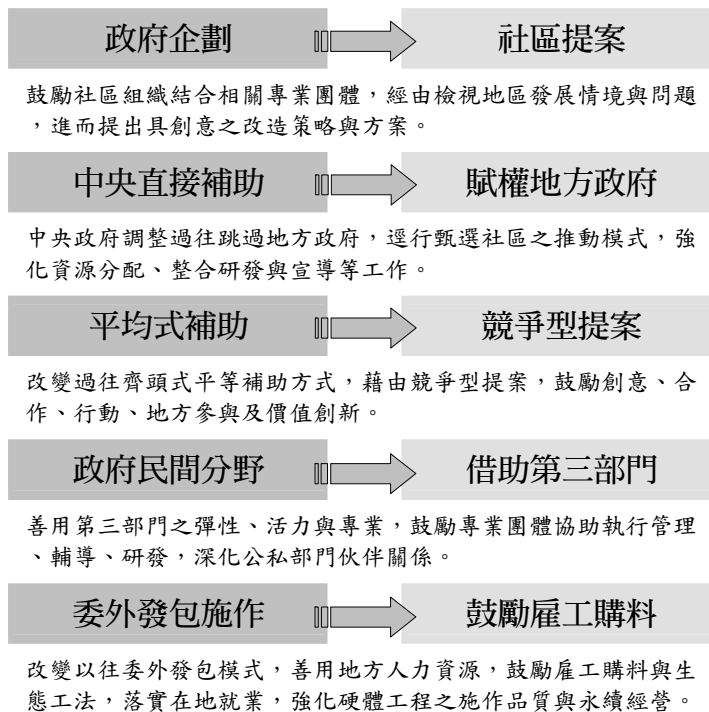 政府企劃 社區提案
鼓勵社區組織結合相關專業團體，經由檢視地區發展情境與問題
，進而提出具創意之改造策略與方案。
中央直接補助 賦權地方政府
中央政府調整過往跳過地方政府，逕行甄選社區之推動模式，強
化資源分配、整合研發與宣導等工作。
平均式補助 競爭型提案
改變過往齊頭式平等補助方式，藉由競爭型提案，鼓勵創意、合
作、行動、地方參與及價值創新。
政府民間分野 借助第三部門
善用第三部門之彈性、活力與專業，鼓勵專業團體協助執行管理
、輔導、研發，深化公私部門伙伴關係。
委外發包施作 鼓勵雇工購料
改變以往委外發包模式，善用地方人力資源，鼓勵雇工購料與生
態工法，落實在地就業，強化硬體工程之施作品質與永續經營。